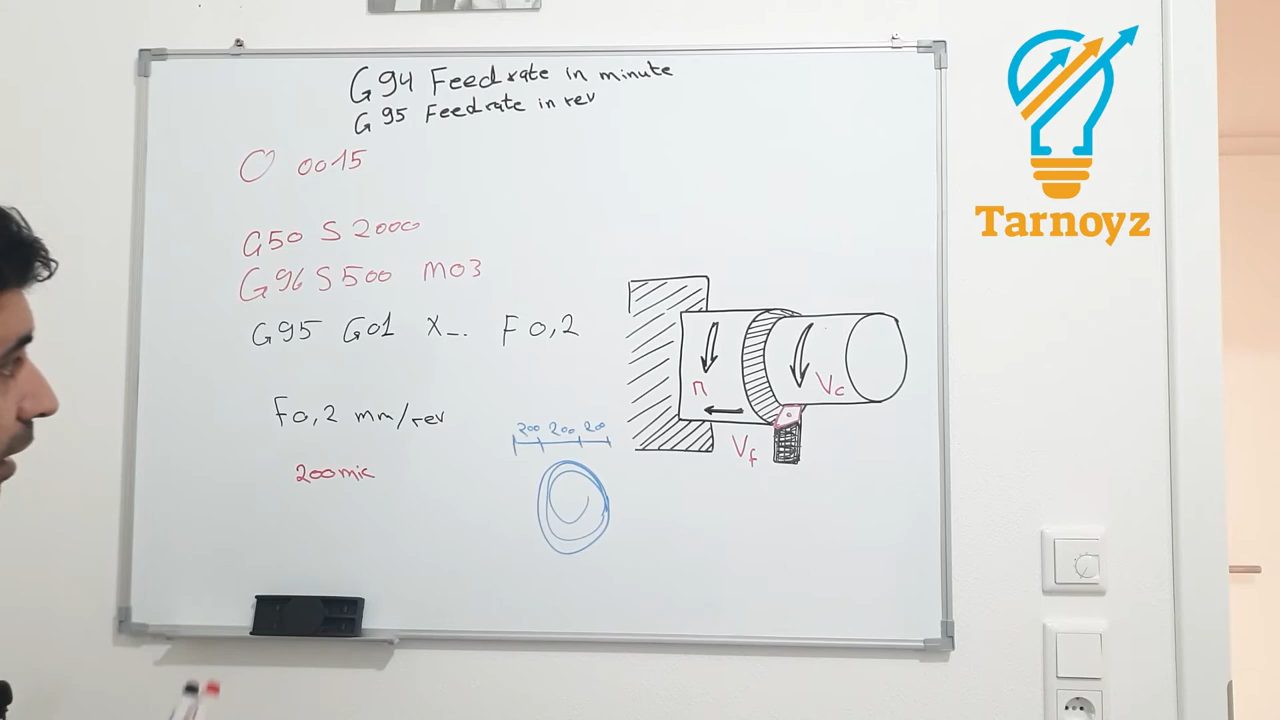 G94 Feedrate in minute
G95 Feedrate in rev
O 0015
G50 S2000
G96 S500 M03
G95 G01 X_.. F0,2
F0,2 mm/rev
200mic
200 200 200
n
Vc
Vf
Tarnoyz